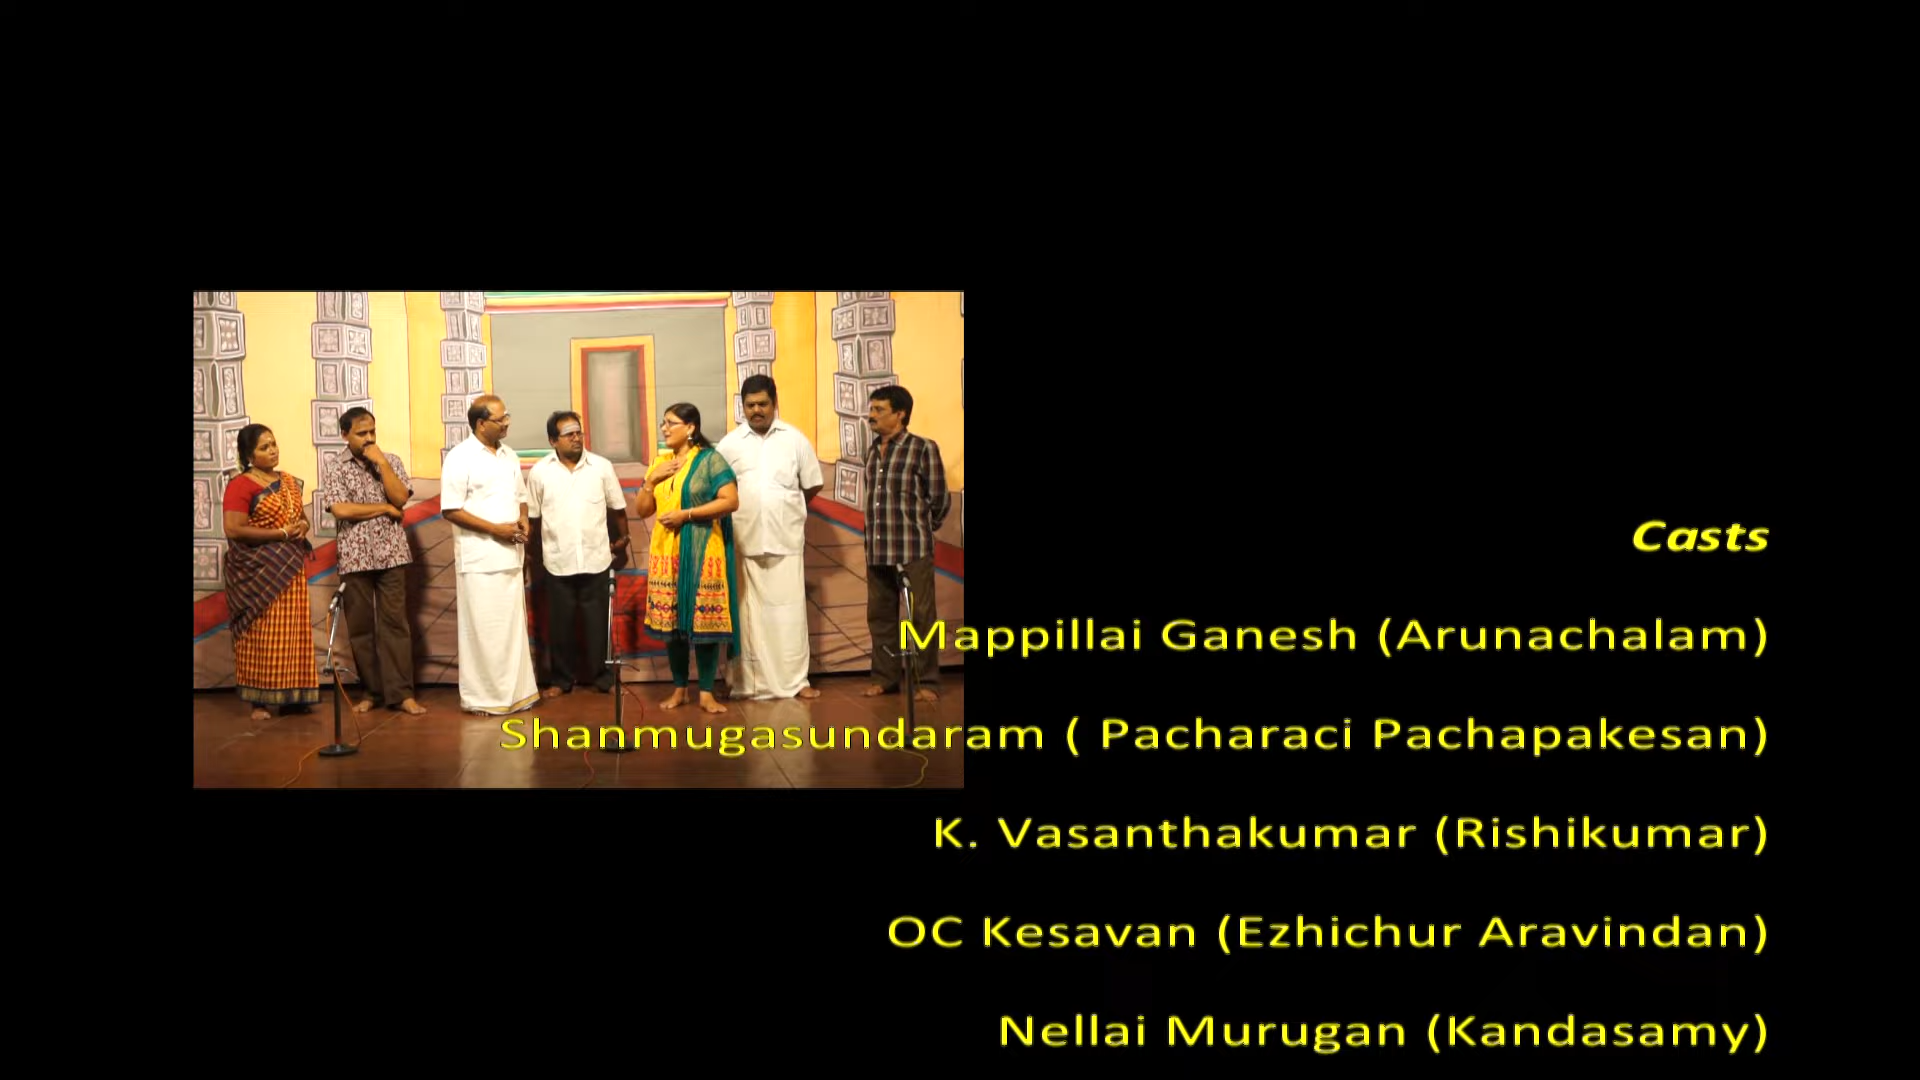 Casts
Mappillai Ganesh (Arunachalam)
Shanmugasundaram ( Pacharaci Pachapakesan)
K. Vasanthakumar (Rishikumar)
OC Kesavan (Ezhichur Aravindan)
Nellai Murugan (Kandasamy)